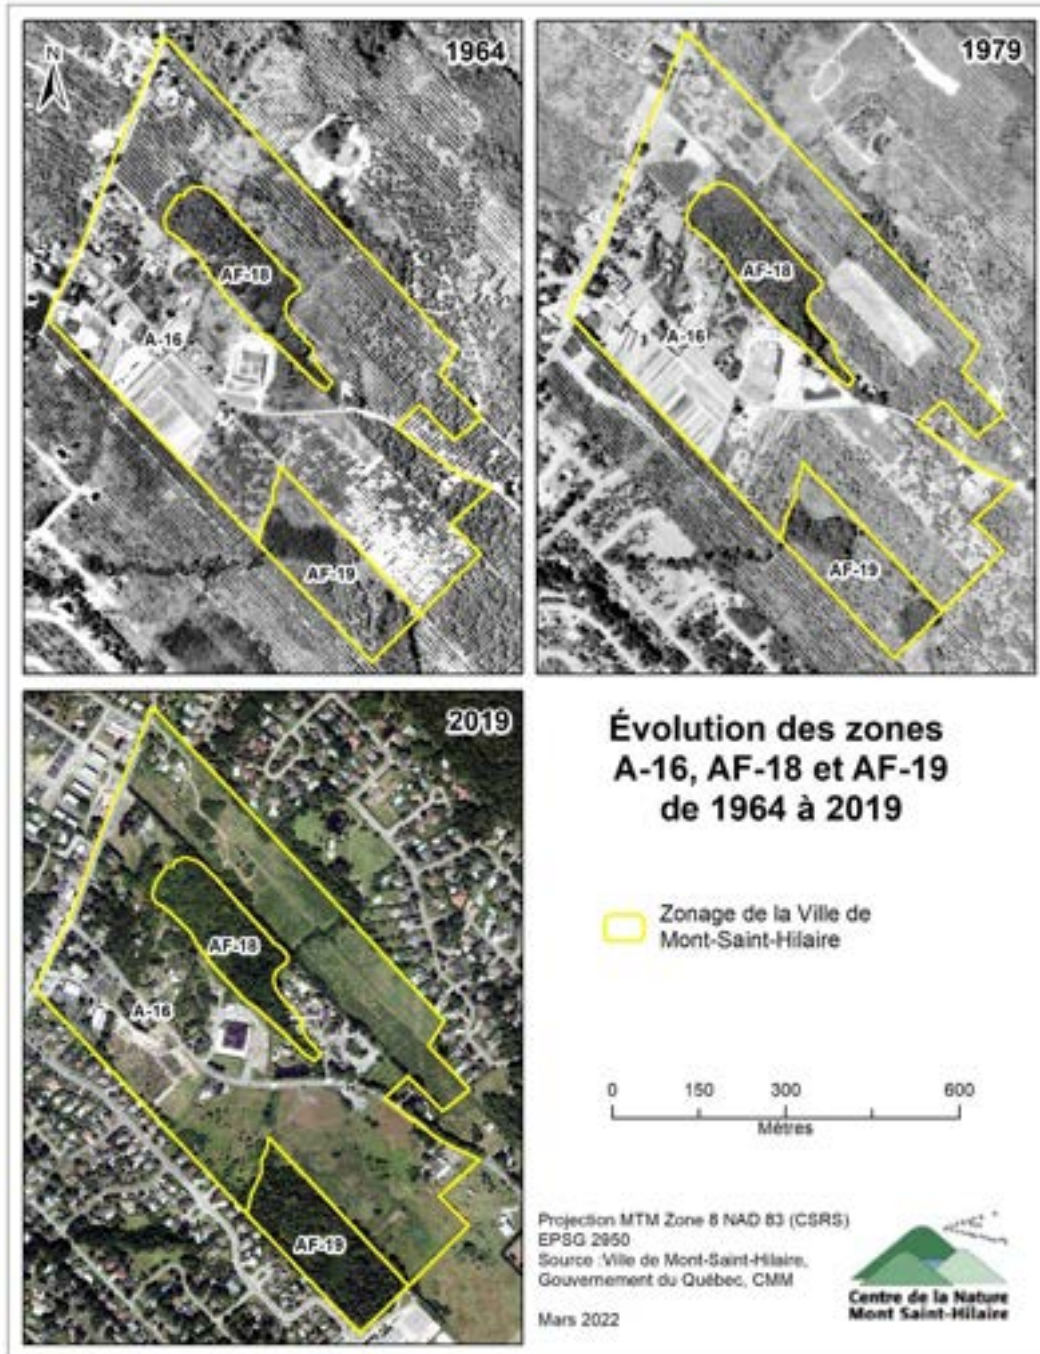 N
1964
AF-18
A-16
AF-19
1979
AF-18
A-16
AF-19
2019
AF-18
A-16
AF-19
Évolution des zones
A-16, AF-18 et AF-19
de 1964 à 2019
Zonage de la Ville de
Mont-Saint-Hilaire
0 150 300 600
Mètres
Projection MTM Zone 8 NAD 83 (CSRS)
EPSG 2950
Source :Ville de Mont-Saint-Hilaire,
Gouvernement du Québec, CMM
Mars 2022
Centre de la Nature
Mont Saint-Hilaire